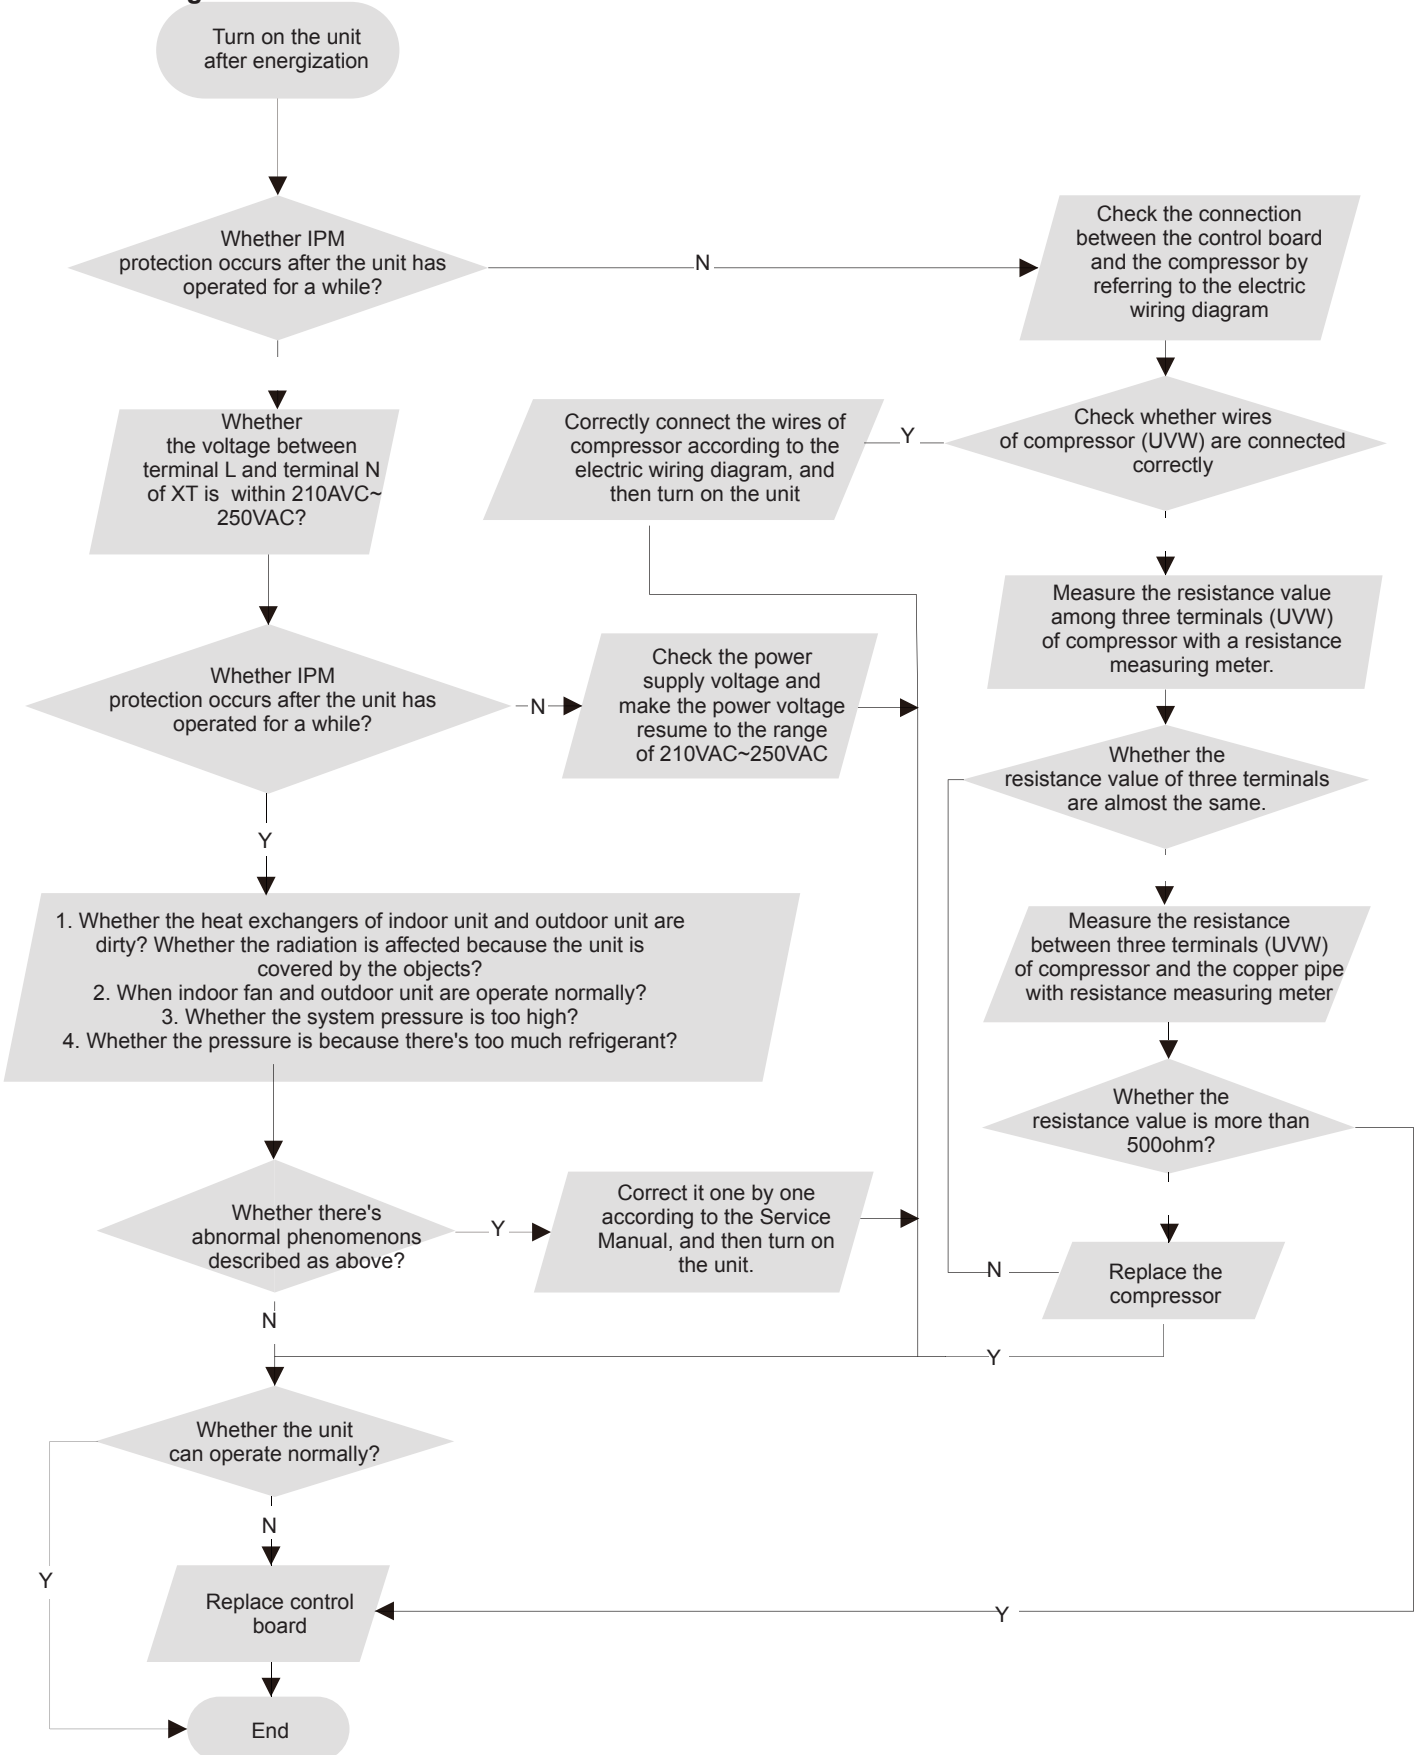 Turn on the unit
after energization
Whether IPM
protection occurs after the unit has
operated for a while?
N
Check the connection
between the control board
and the compressor by
referring to the electric
wiring diagram
Whether
the voltage between
terminal L and terminal N
of XT is within 210AVC~
250VAC?
Correctly connect the wires of
compressor according to the
electric wiring diagram, and
then turn on the unit
Y
Check whether wires
of compressor (UVW) are connected
correctly
Measure the resistance value
among three terminals (UVW)
of compressor with a resistance
measuring meter.
Whether IPM
protection occurs after the unit has
operated for a while?
N
Check the power
supply voltage and
make the power voltage
resume to the range
of 210VAC~250VAC
Whether the
resistance value of three terminals
are almost the same.
Y
1. Whether the heat exchangers of indoor unit and outdoor unit are
dirty? Whether the radiation is affected because the unit is
covered by the objects?
2. When indoor fan and outdoor unit are operate normally?
3. Whether the system pressure is too high?
4. Whether the pressure is because there's too much refrigerant?
Measure the resistance
between three terminals (UVW)
of compressor and the copper pipe
with resistance measuring meter
Whether the
resistance value is more than
500ohm?
Whether there's
abnormal phenomenons
described as above?
Y
Correct it one by one
according to the Service
Manual, and then turn on
the unit.
N
Replace the
compressor
N
Y
Whether the unit
can operate normally?
N
Y
Replace control
board
Y
End